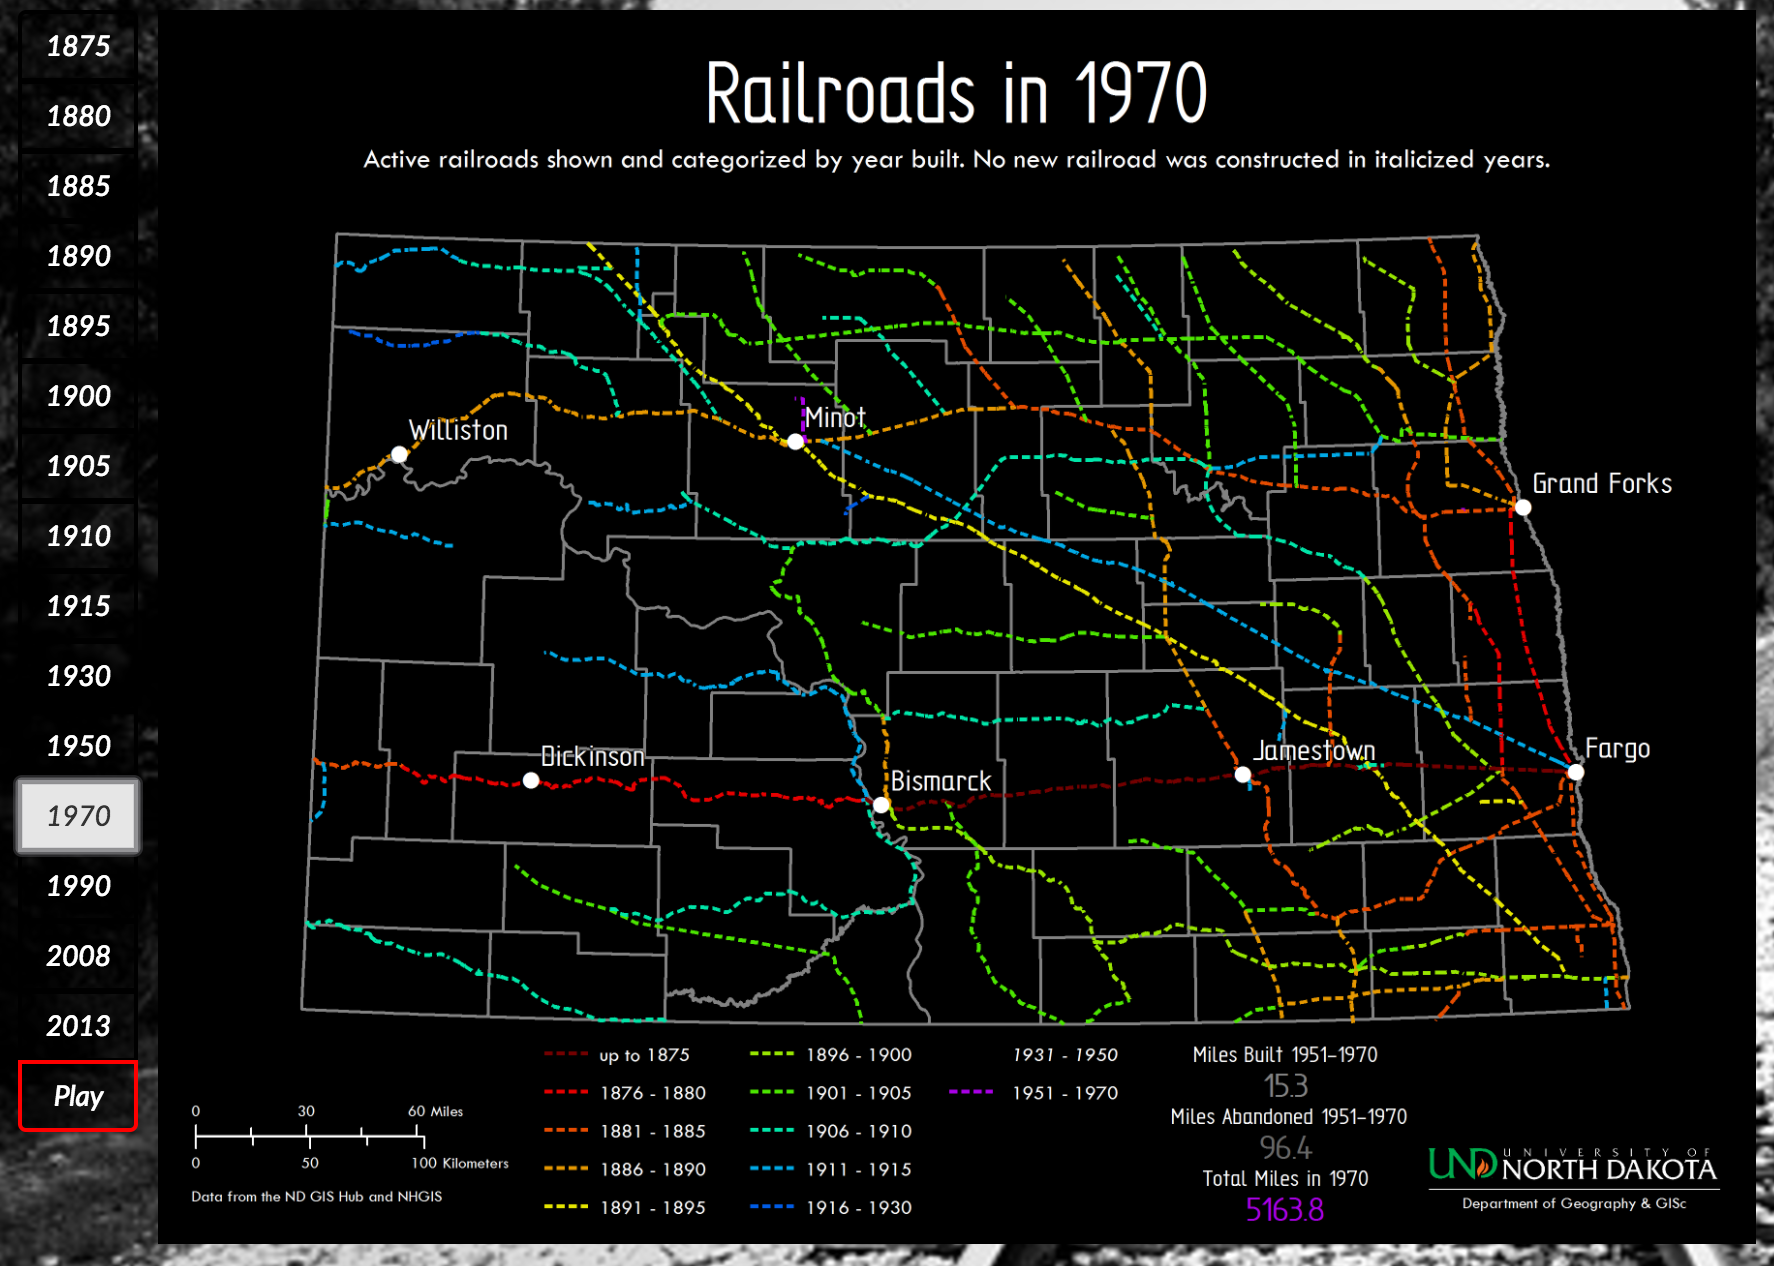 1875
1880
1885
1890
1895
1900
1905
1910
1915
1930
1950
1970
1990
2008
2013
Play
Railroads in 1970
Active railroads shown and categorized by year built. No new railroad was constructed in italicized years.
Williston
Minot
Grand Forks
Dickinson
Bismarck
Jamestown
Fargo
up to 1875
1876 - 1880
1881 - 1885
1886 - 1890
1891 - 1895
1896 - 1900
1901 - 1905
1906 - 1910
1911 - 1915
1916 - 1930
1931 - 1950
1951 - 1970
0 30 60 Miles
0 50 100 Kilometers
Data from the ND GIS Hub and NHGIS
Miles Built 1951-1970
15.3
Miles Abandoned 1951-1970
96.4
Total Miles in 1970
5163.8
UND UNIVERSITY OF
NORTH DAKOTA
Department of Geography & GISc